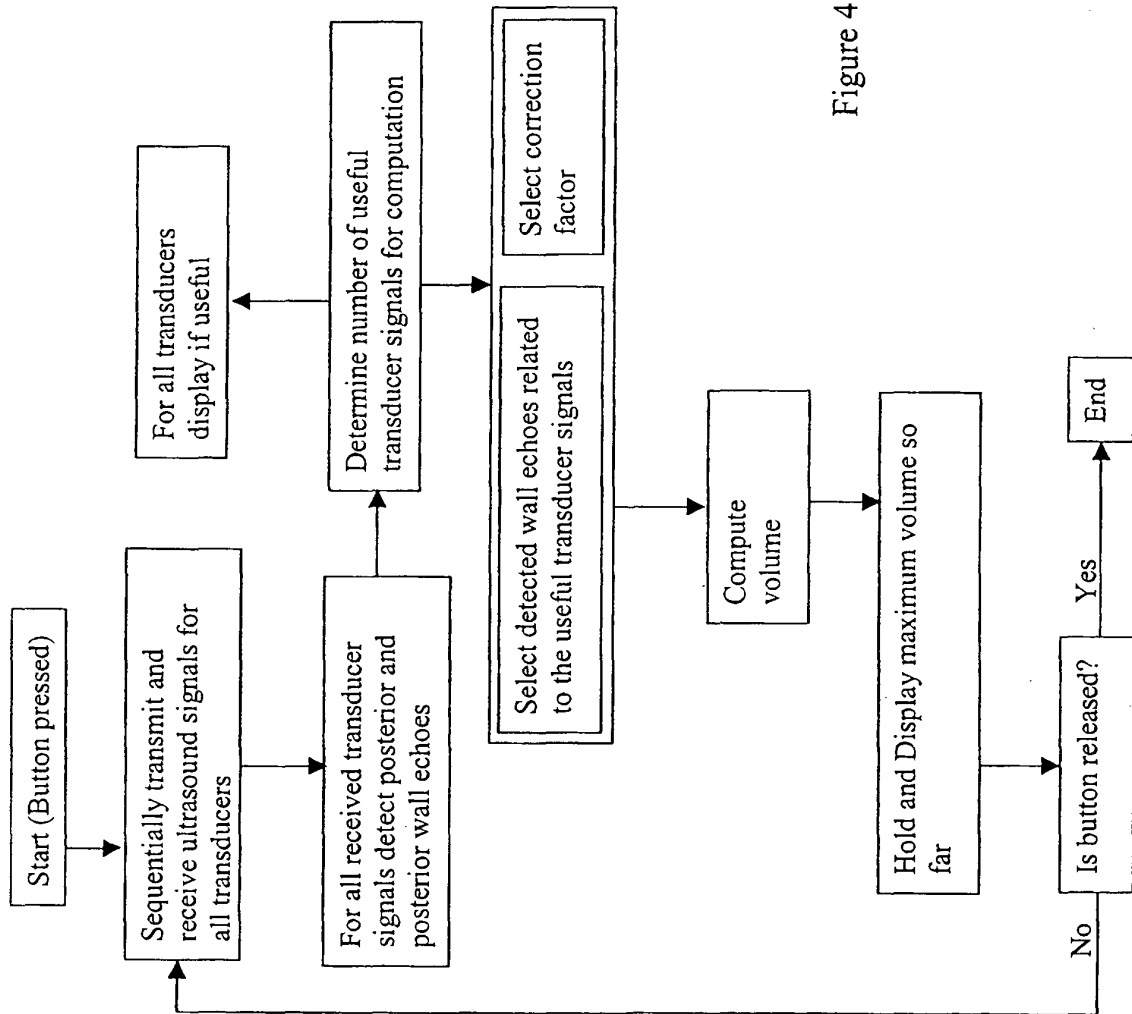 Start (Button pressed)
Sequentially transmit and
receive ultrasound signals for
all transducers
For all received transducer
signals detect posterior and
posterior wall echoes
For all transducers
display if useful
Determine number of useful
transducer signals for computation
Select detected wall echoes related
to the useful transducer signals
Select correction
factor
Compute
volume
Hold and Display maximum volume so
far
Is button released?
Yes
End
No
Figure 4